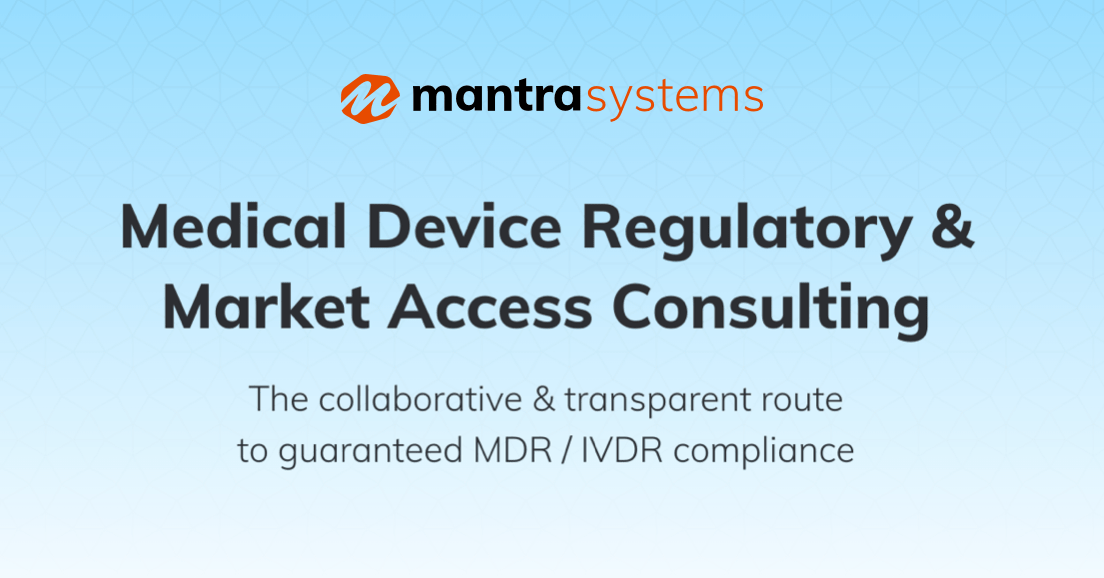 mantrasystems
Medical Device Regulatory &
Market Access Consulting
The collaborative & transparent route
to guaranteed MDR / IVDR compliance